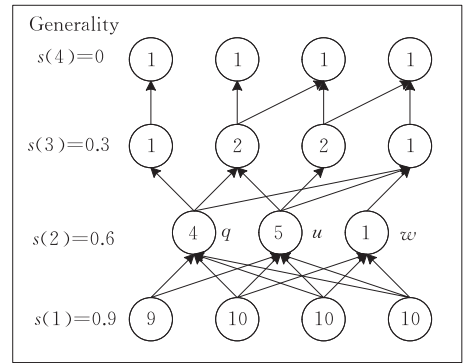 Generality
s(4)=0 1 1 1 1
s(3)=0.3 1 2 2 1
s(2)=0.6 4 q 5 u 1 w
s(1)=0.9 9 10 10 10